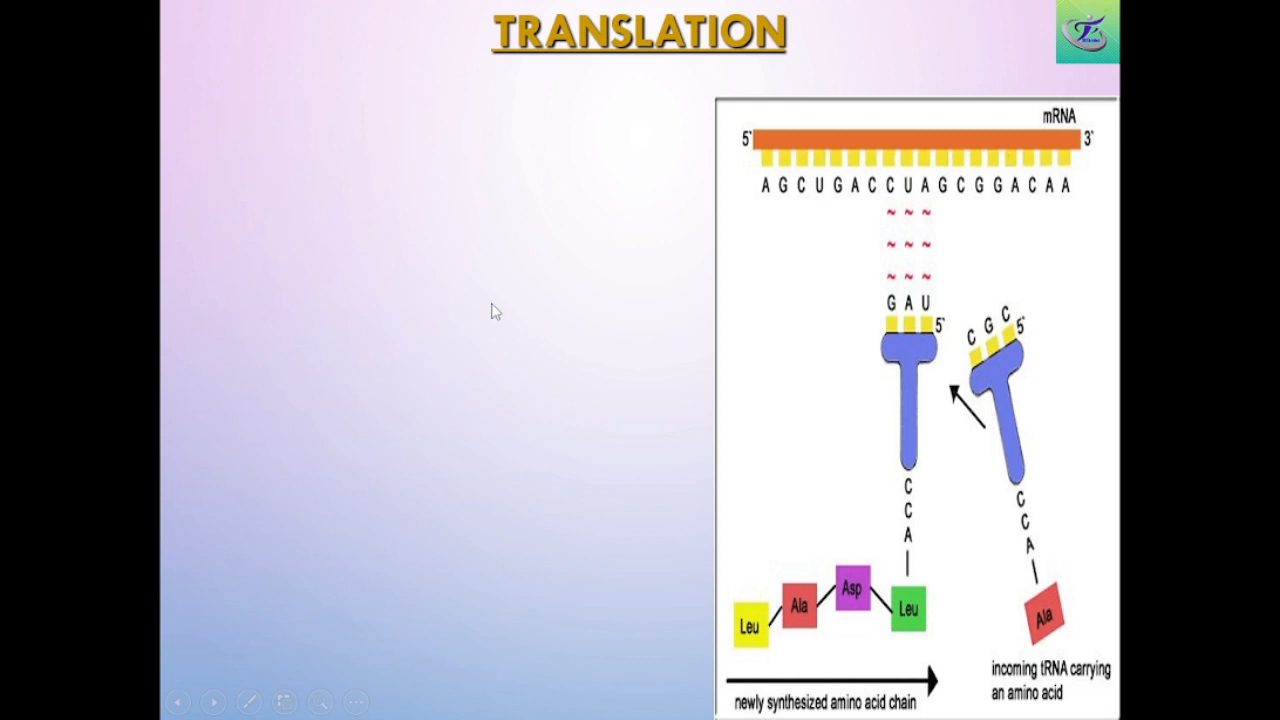 TRANSLATION
mRNA
5' 3'
A G C U G A C C U A G C G G A C A A
~ ~ ~
~ ~ ~
~ ~ ~
G A U
5'
C G C 5'
C
C
A
C
C
A
Leu Ala Asp Leu
Ala
incoming tRNA carrying
an amino acid
newly synthesized amino acid chain